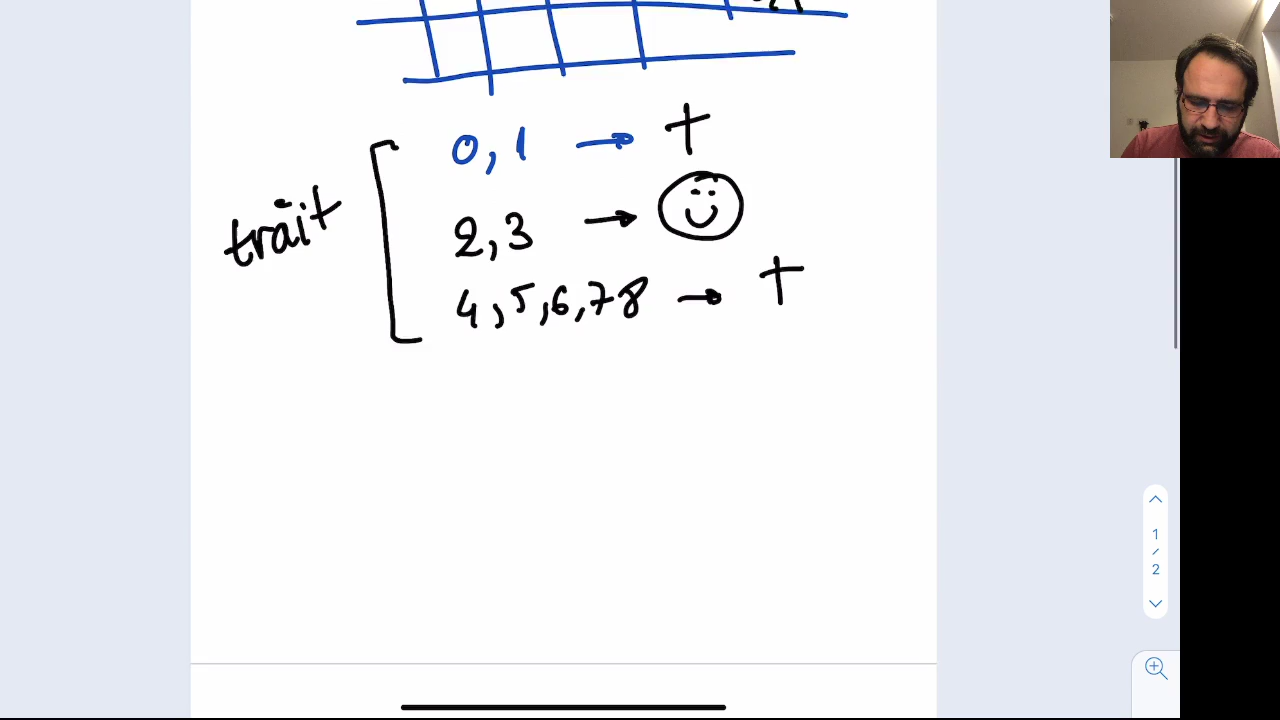 0, 1 → +
trait
2, 3 → ☺
4, 5, 6, 7 8 → +
1
/
2